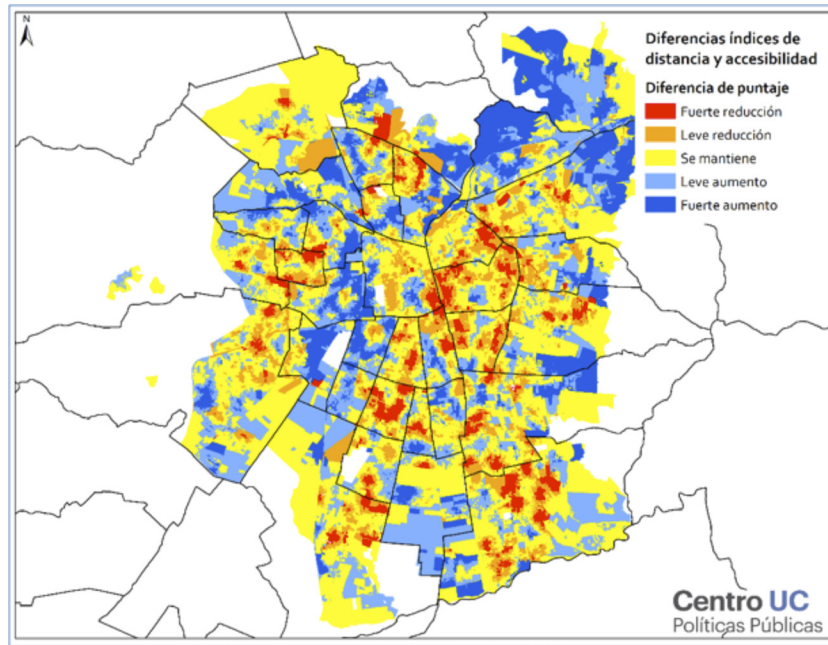 N
Diferencias índices de
distancia y accesibilidad
Diferencia de puntaje
Fuerte reducción
Leve reducción
Se mantiene
Leve aumento
Fuerte aumento
Centro UC
Políticas Públicas